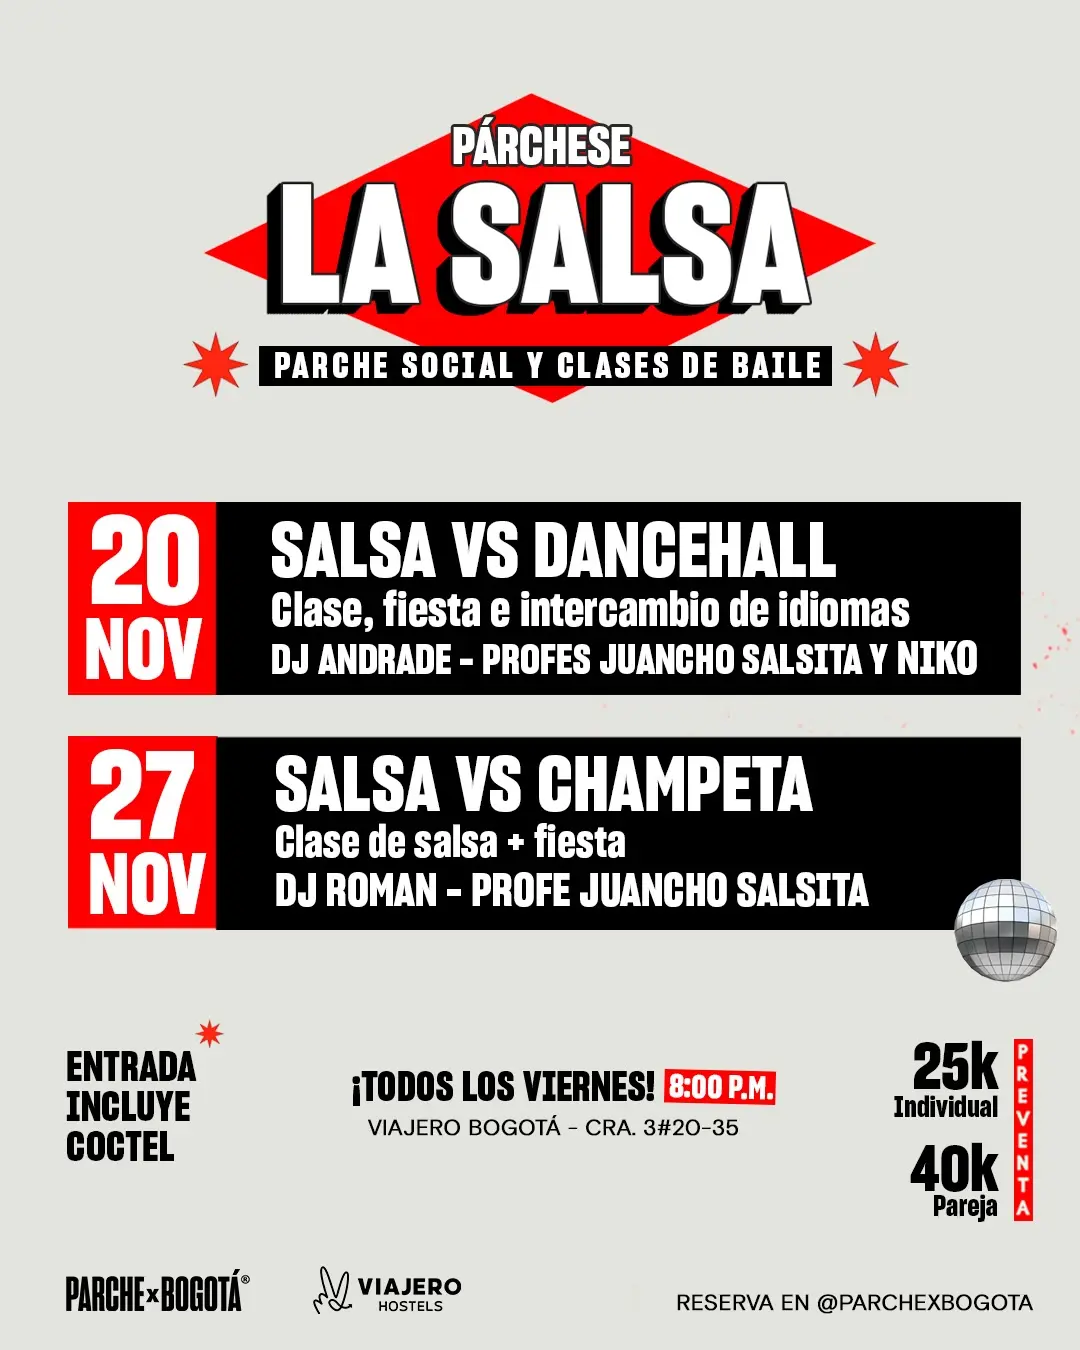 PÁRCHESE
LA SALSA
PARCHE SOCIAL Y CLASES DE BAILE
20
NOV
SALSA VS DANCEHALL
Clase, fiesta e intercambio de idiomas
DJ ANDRADE - PROFES JUANCHO SALSITA Y NIKO
27
NOV
SALSA VS CHAMPETA
Clase de salsa + fiesta
DJ ROMAN - PROFE JUANCHO SALSITA
ENTRADA
INCLUYE
COCTEL
¡TODOS LOS VIERNES! 8:00 P.M.
VIAJERO BOGOTÁ - CRA. 3#20-35
25k
Individual
40k
Pareja
PREVENTA
PARCHExBOGOTÁ®
VIAJERO
HOSTELS
RESERVA EN @PARCHEXBOGOTA